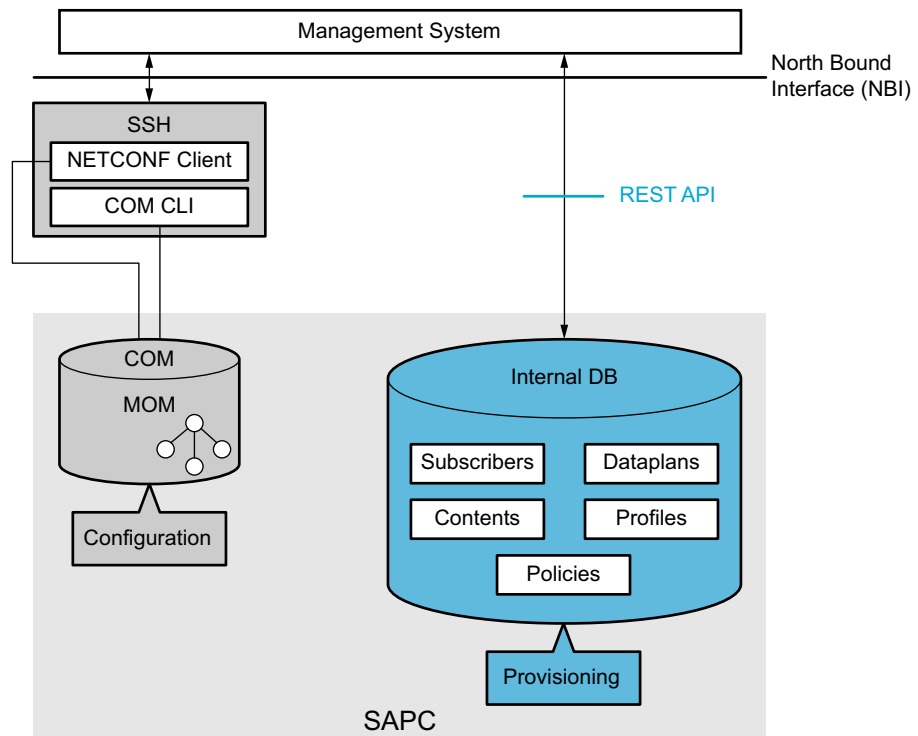 Management System
North Bound
Interface (NBI)
SSH
NETCONF Client
COM CLI
REST API
COM
MOM
Configuration
Internal DB
Subscribers
Dataplans
Contents
Profiles
Policies
Provisioning
SAPC